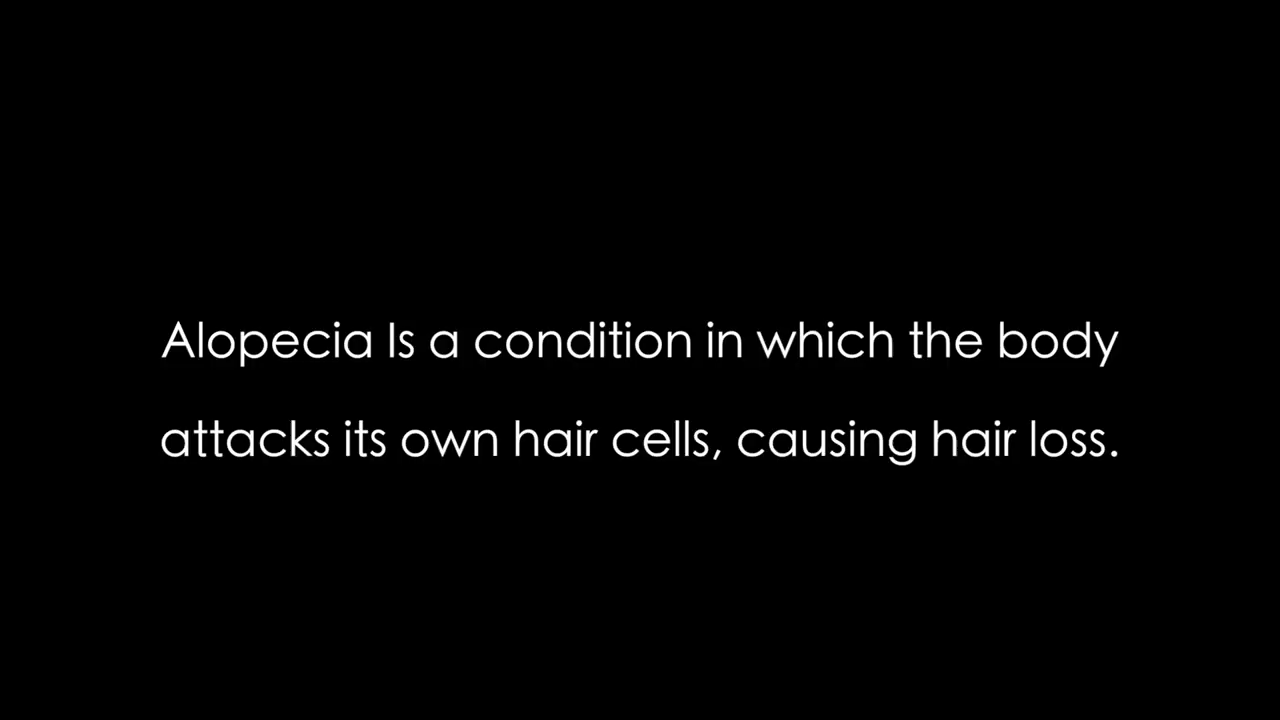 Alopecia Is a condition in which the body
attacks its own hair cells, causing hair loss.